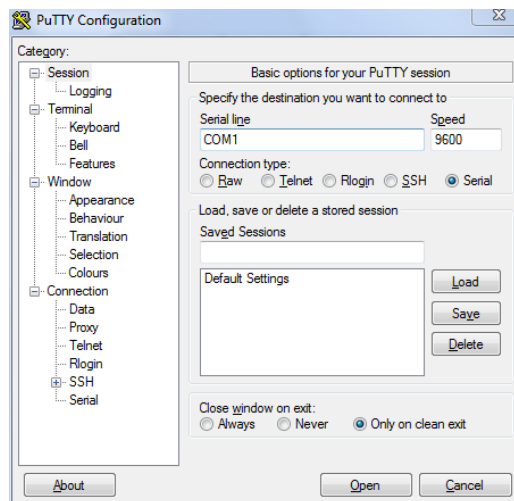 PuTTY Configuration
Category:
Session
Logging
Terminal
Keyboard
Bell
Features
Window
Appearance
Behaviour
Translation
Selection
Colours
Connection
Data
Proxy
Telnet
Rlogin
SSH
Serial
Basic options for your PuTTY session
Specify the destination you want to connect to
Serial line Speed
COM1 9600
Connection type:
Raw Telnet Rlogin SSH Serial
Load, save or delete a stored session
Saved Sessions
Default Settings
Load
Save
Delete
Close window on exit:
Always Never Only on clean exit
About Open Cancel